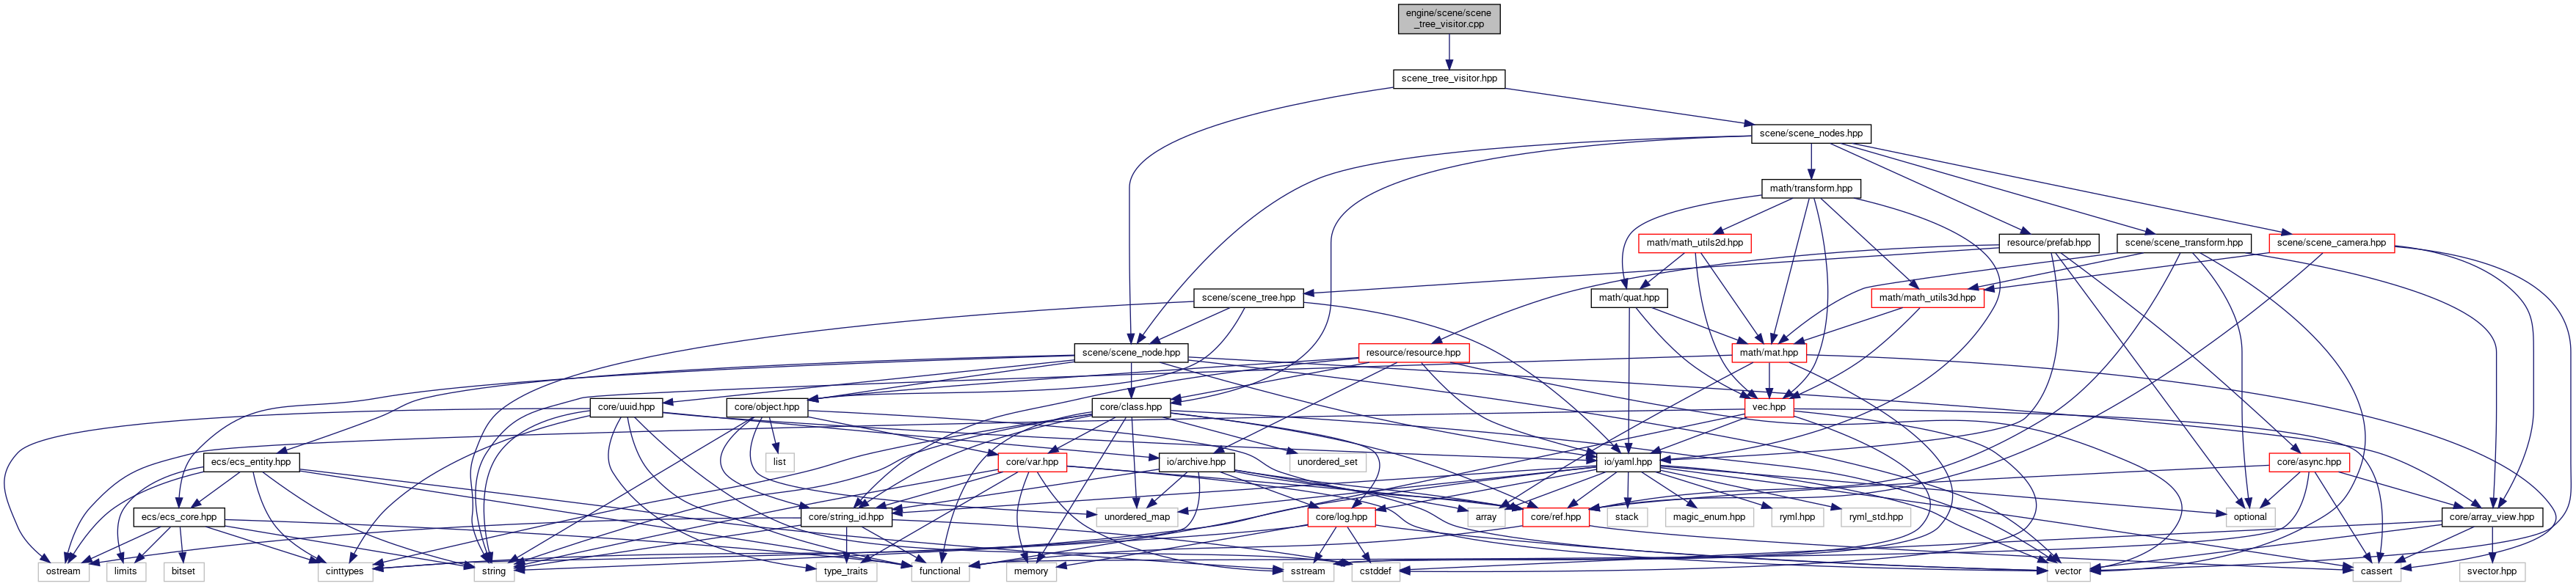 engine/scene/scene
_tree_visitor.cpp
scene_tree_visitor.hpp
scene/scene_nodes.hpp
math/transform.hpp
math/math_utils2d.hpp
resource/prefab.hpp
scene/scene_transform.hpp
scene/scene_camera.hpp
scene/scene_tree.hpp
math/quat.hpp
math/math_utils3d.hpp
scene/scene_node.hpp
resource/resource.hpp
math/mat.hpp
core/uuid.hpp
core/object.hpp
core/class.hpp
vec.hpp
ecs/ecs_entity.hpp
list
core/var.hpp
io/archive.hpp
unordered_set
io/yaml.hpp
core/async.hpp
ecs/ecs_core.hpp
core/string_id.hpp
unordered_map
core/log.hpp
array
core/ref.hpp
stack
magic_enum.hpp
ryml.hpp
ryml_std.hpp
optional
core/array_view.hpp
ostream
limits
bitset
cinttypes
string
type_traits
functional
memory
sstream
cstddef
vector
cassert
svector.hpp